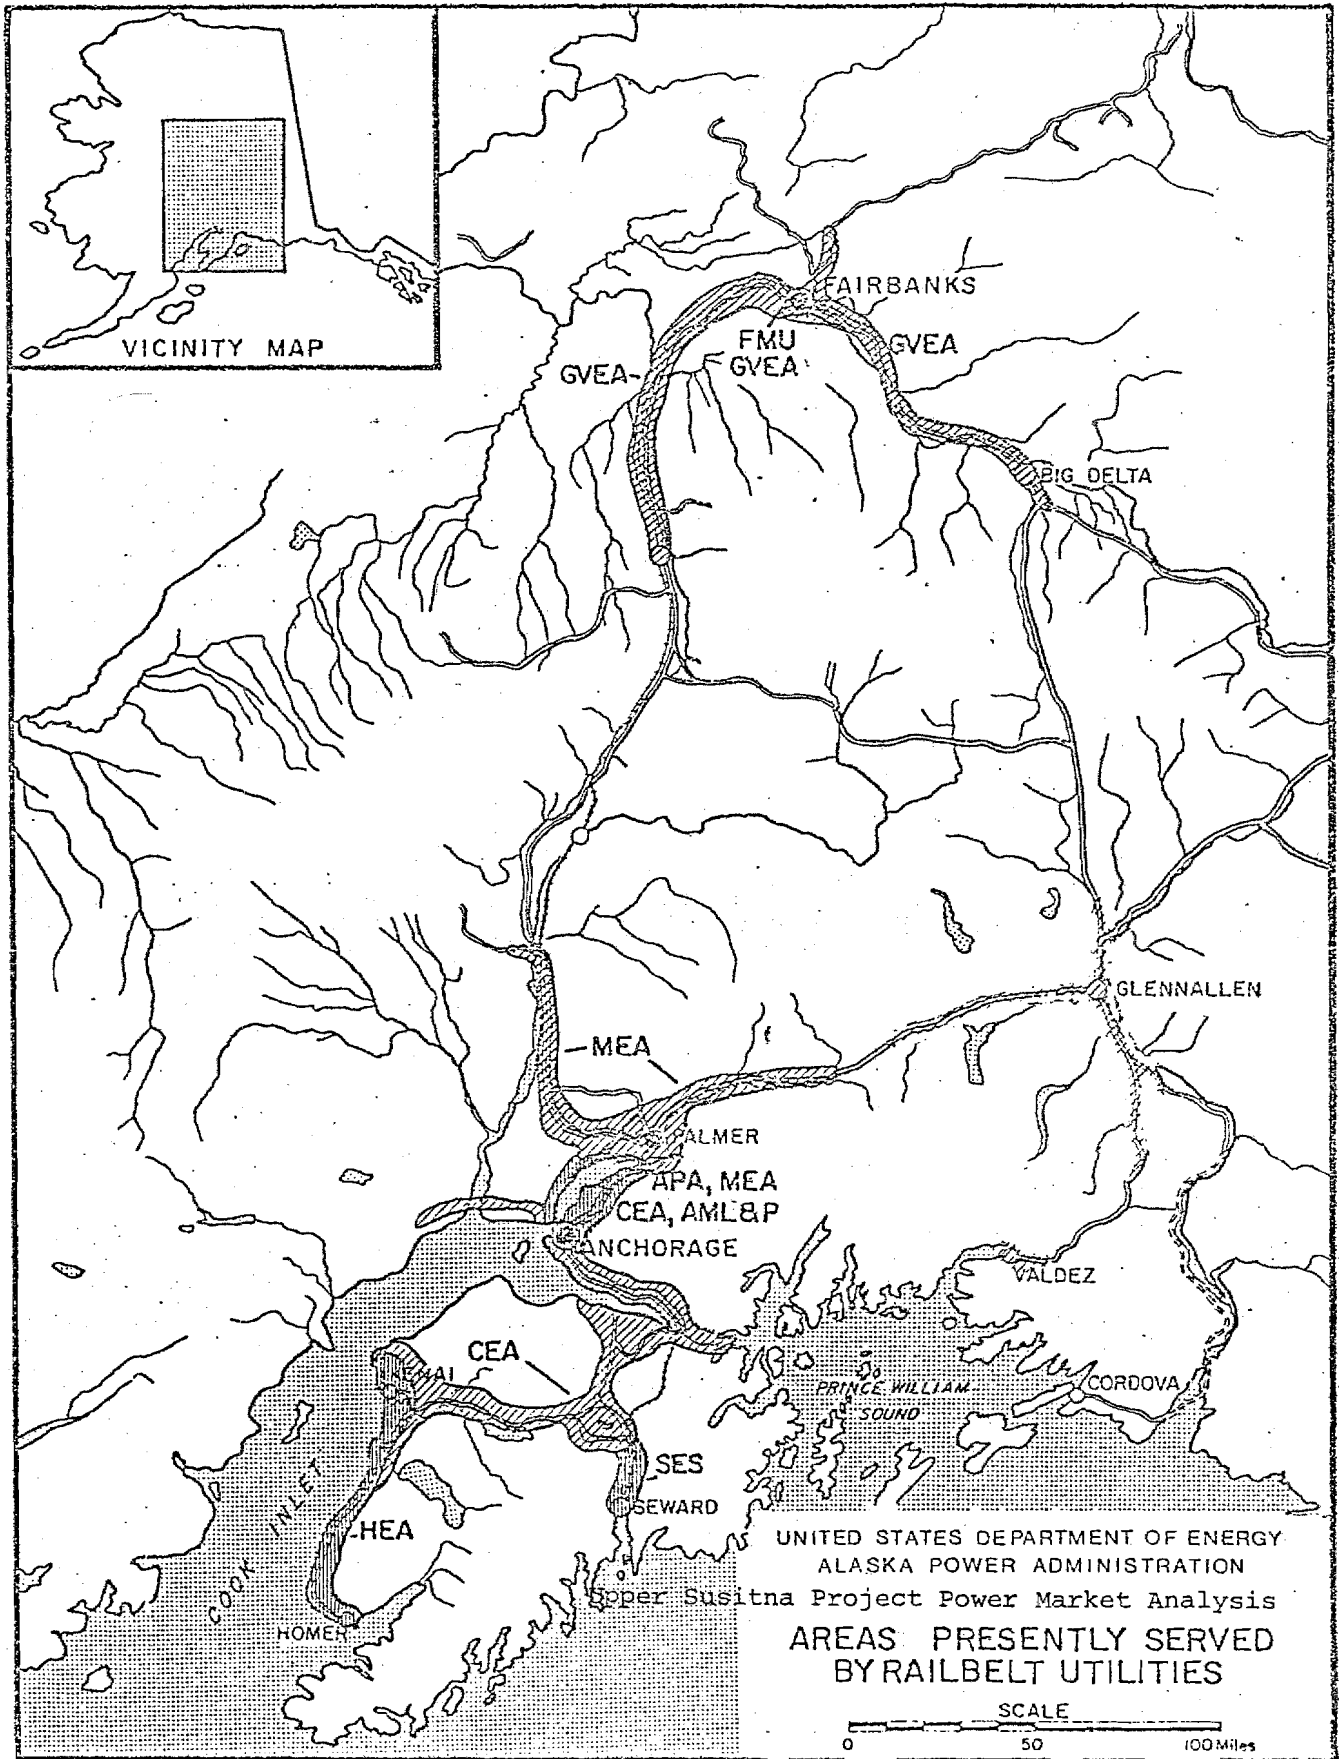 VICINITY MAP
FAIRBANKS
FMU
GVEA
GVEA
GVEA
BIG DELTA
GLENNALLEN
MEA
PALMER
APA, MEA
CEA, AML&P
ANCHORAGE
VALDEZ
CEA
KENAI
PRINCE WILLIAM
SOUND
CORDOVA
SES
SEWARD
HEA
COOK INLET
HOMER
UNITED STATES DEPARTMENT OF ENERGY
ALASKA POWER ADMINISTRATION
Upper Susitna Project Power Market Analysis
AREAS PRESENTLY SERVED
BY RAILBELT UTILITIES
SCALE
0 50 100 Miles